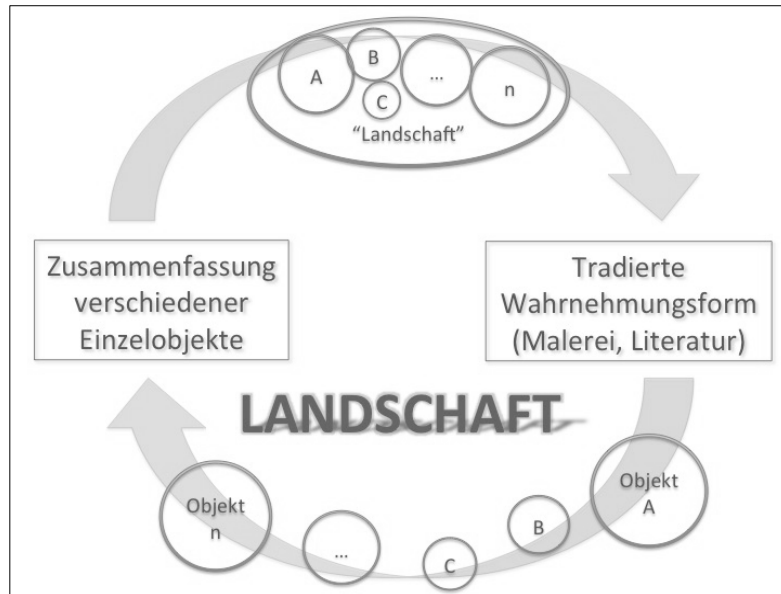 A
B
C
...
n
“Landschaft”
Zusammenfassung
verschiedener
Einzelobjekte
Tradierte
Wahrnehmungsform
(Malerei, Literatur)
LANDSCHAFT
Objekt
n
...
C
B
Objekt
A